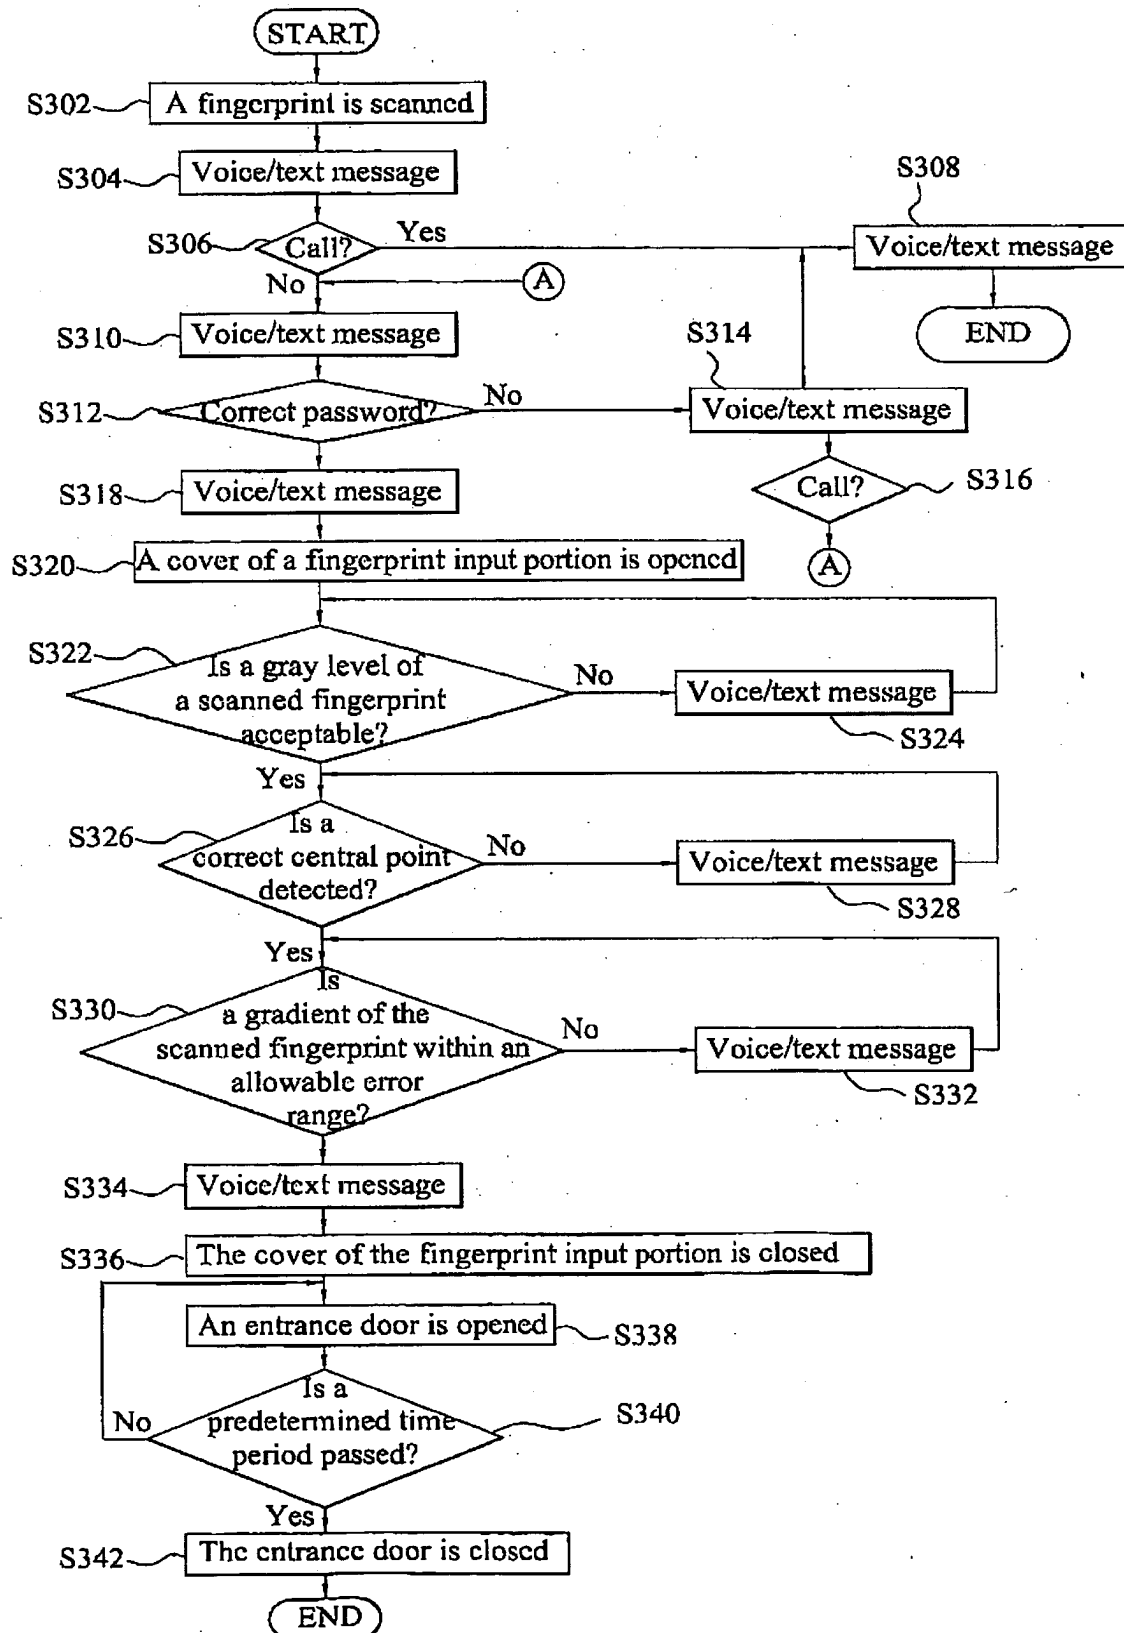 START
S302
A fingerprint is scanned
S304
Voice/text message
S306
Call?
Yes
S308
Voice/text message
END
No
A
S310
Voice/text message
S312
Correct password?
No
S314
Voice/text message
S316
Call?
A
S318
Voice/text message
S320
A cover of a fingerprint input portion is opened
S322
Is a gray level of
a scanned fingerprint
acceptable?
No
Voice/text message
S324
Yes
S326
Is a
correct central point
detected?
No
Voice/text message
S328
Yes
S330
Is
a gradient of the
scanned fingerprint within an
allowable error
range?
No
Voice/text message
S332
S334
Voice/text message
S336
The cover of the fingerprint input portion is closed
An entrance door is opened
S338
Is a
predetermined time
period passed?
S340
No
Yes
S342
The entrance door is closed
END